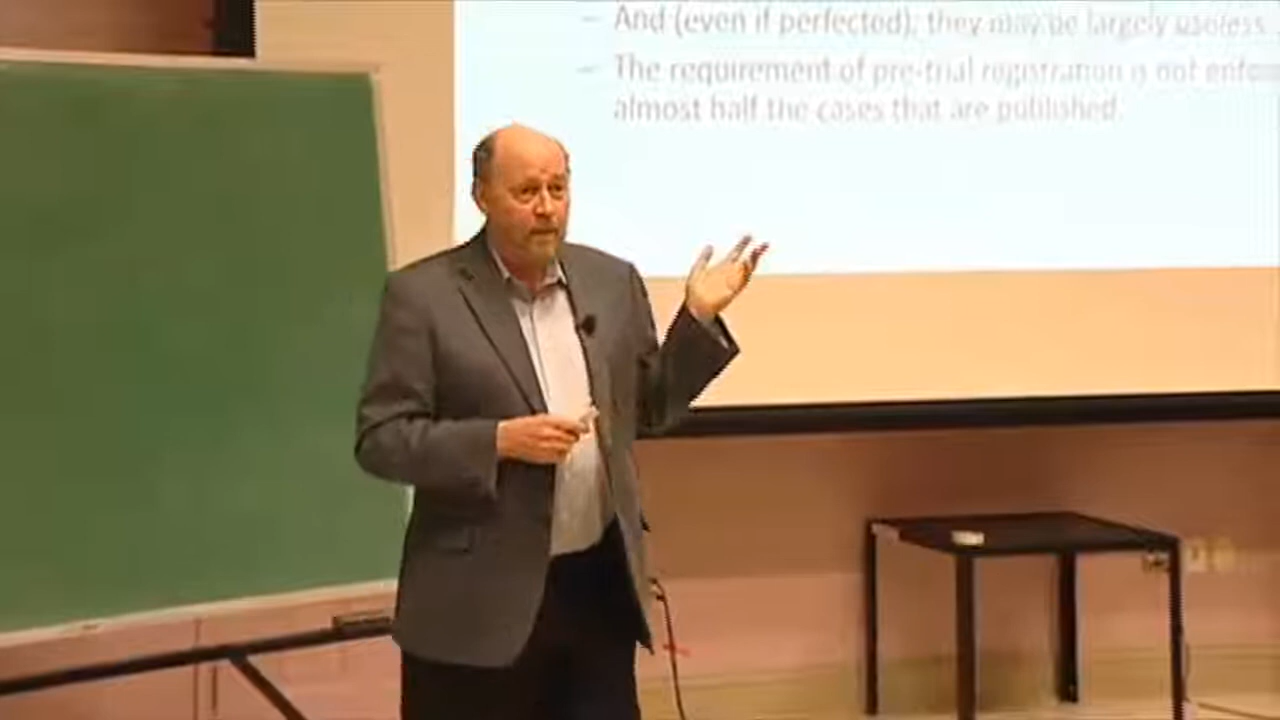 – And (even if perfected), they may be largely useless
– The requirement of pre-trial registration is not
almost half the cases that are published.